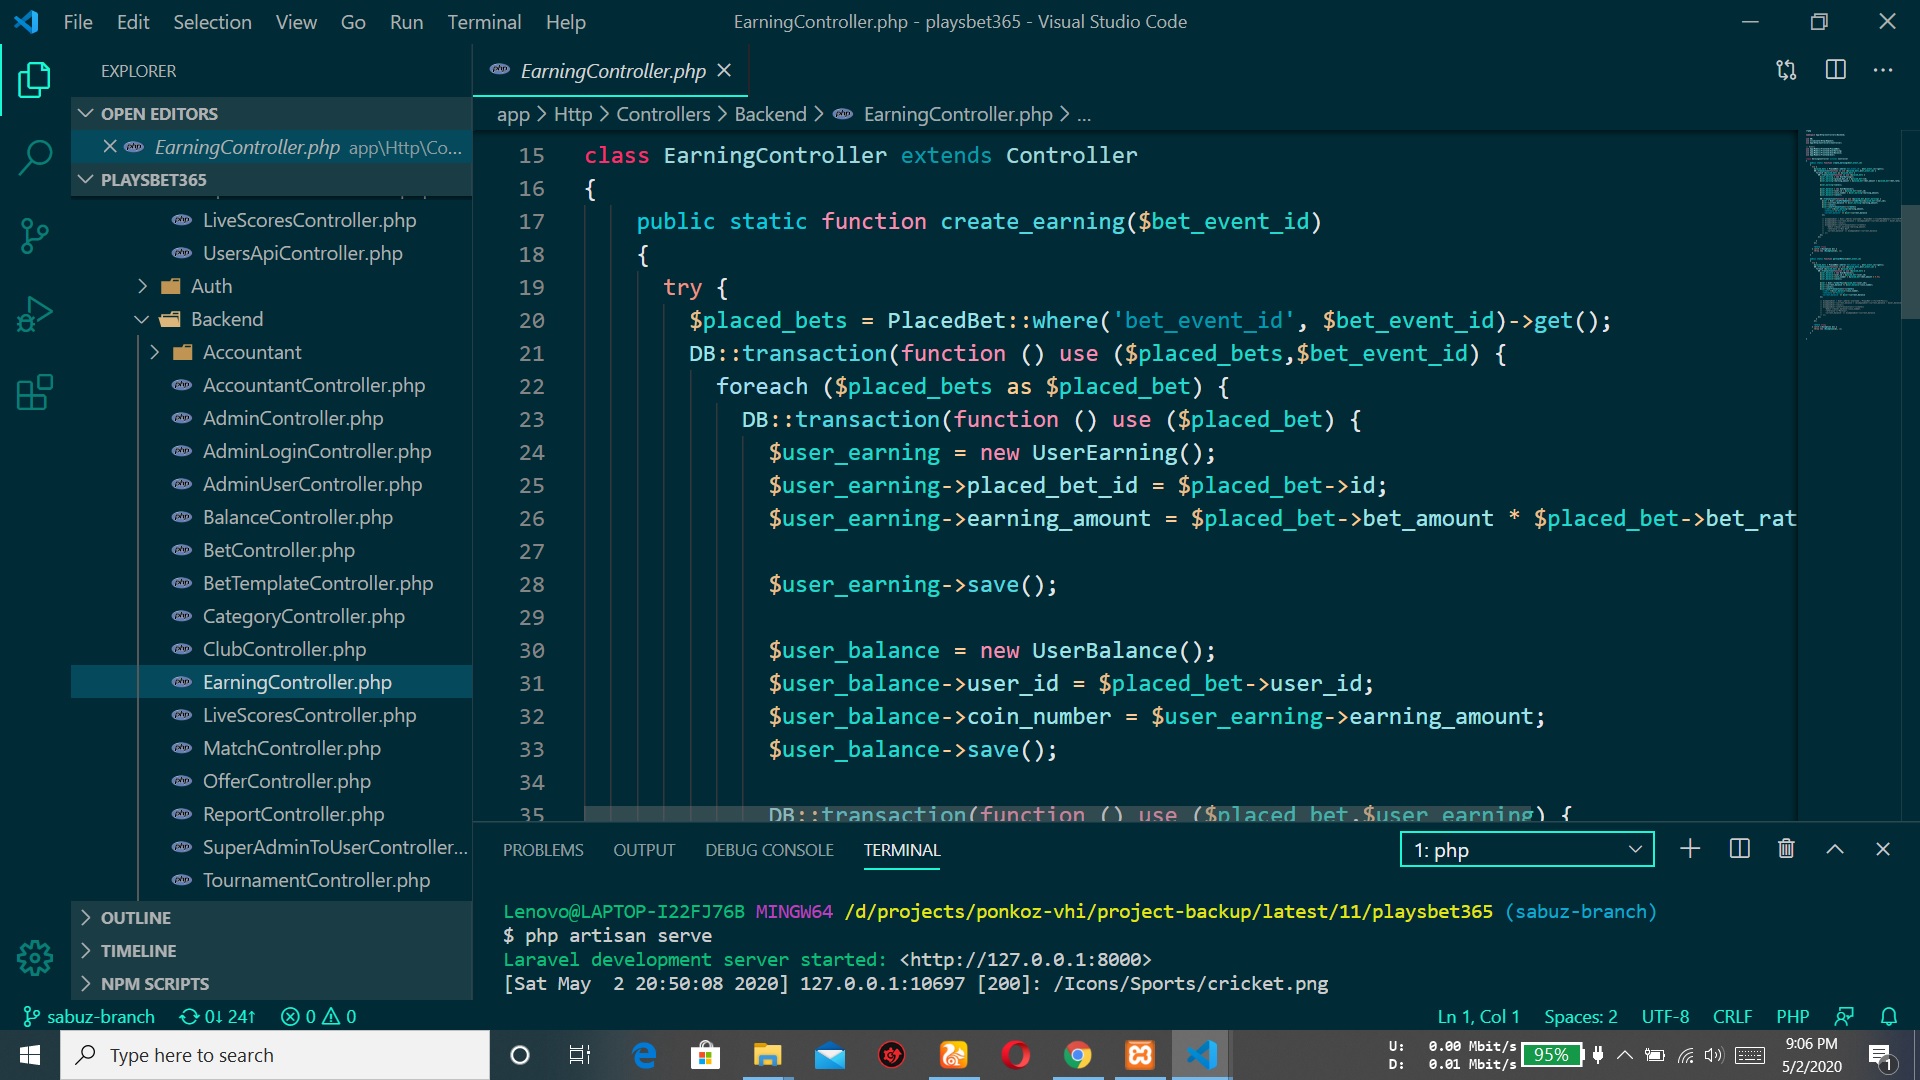 File Edit Selection View Go Run Terminal Help
EarningController.php - playsbet365 - Visual Studio Code
EXPLORER
OPEN EDITORS
EarningController.php app\Http\Co...
PLAYSBET365
LiveScoresController.php
UsersApiController.php
Auth
Backend
Accountant
AccountantController.php
AdminController.php
AdminLoginController.php
AdminUserController.php
BalanceController.php
BetController.php
BetTemplateController.php
CategoryController.php
ClubController.php
EarningController.php
LiveScoresController.php
MatchController.php
OfferController.php
ReportController.php
SuperAdminToUserController...
TournamentController.php
OUTLINE
TIMELINE
NPM SCRIPTS
EarningController.php
app > Http > Controllers > Backend > EarningController.php > ...
15 class EarningController extends Controller
16 {
17 public static function create_earning($bet_event_id)
18 {
19 try {
20 $placed_bets = PlacedBet::where('bet_event_id', $bet_event_id)->get();
21 DB::transaction(function () use ($placed_bets,$bet_event_id) {
22 foreach ($placed_bets as $placed_bet) {
23 DB::transaction(function () use ($placed_bet) {
24 $user_earning = new UserEarning();
25 $user_earning->placed_bet_id = $placed_bet->id;
26 $user_earning->earning_amount = $placed_bet->bet_amount * $placed_bet->bet_rat
27
28 $user_earning->save();
29
30 $user_balance = new UserBalance();
31 $user_balance->user_id = $placed_bet->user_id;
32 $user_balance->coin_number = $user_earning->earning_amount;
33 $user_balance->save();
34
35 DB::transaction(function () use ($placed_bet,$user_earning) {
PROBLEMS OUTPUT DEBUG CONSOLE TERMINAL
1: php
Lenovo@LAPTOP-I22FJ76B MINGW64 /d/projects/ponkoz-vhi/project-backup/latest/11/playsbet365 (sabuz-branch)
$ php artisan serve
Laravel development server started: <http://127.0.0.1:8000>
[Sat May  2 20:50:08 2020] 127.0.0.1:10697 [200]: /Icons/Sports/cricket.png
sabuz-branch 0↓ 24↑ 0 0
Ln 1, Col 1 Spaces: 2 UTF-8 CRLF PHP
Type here to search
U: 0.00 Mbit/s
D: 0.01 Mbit/s
95%
9:06 PM
5/2/2020
1